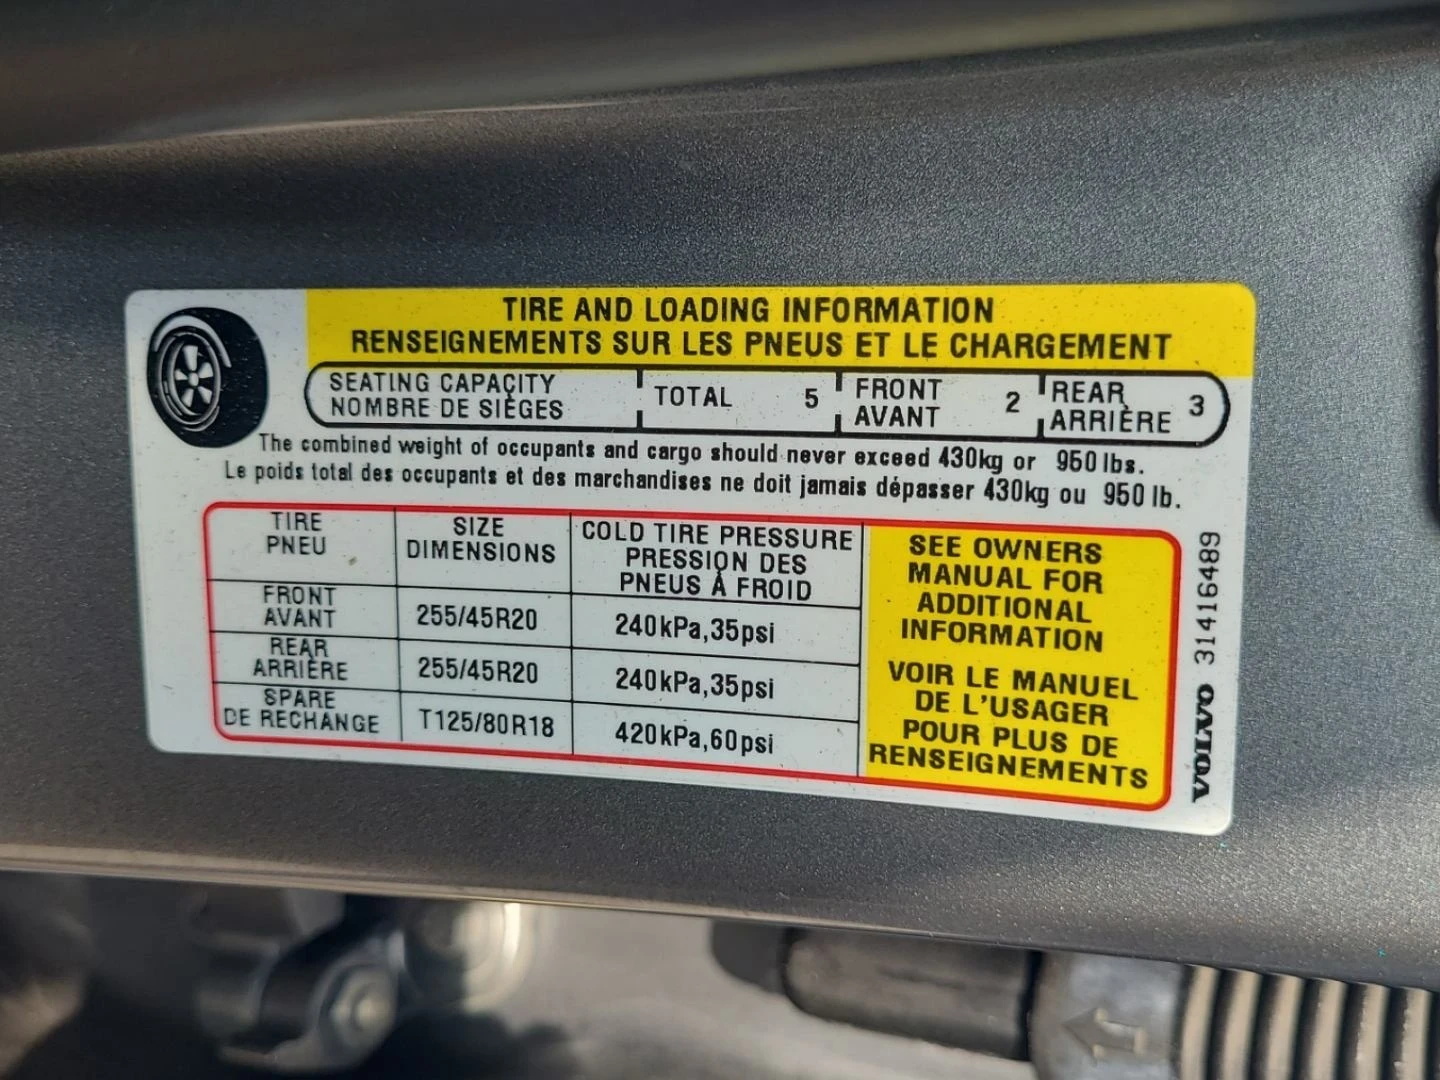 TIRE AND LOADING INFORMATION
RENSEIGNEMENTS SUR LES PNEUS ET LE CHARGEMENT
SEATING CAPACITY
NOMBRE DE SIÈGES
TOTAL 5
FRONT
AVANT
2
REAR
ARRIÈRE
3
The combined weight of occupants and cargo should never exceed 430kg or 950 lbs.
Le poids total des occupants et des marchandises ne doit jamais dépasser 430kg ou 950 lb.
TIRE
PNEU
SIZE
DIMENSIONS
COLD TIRE PRESSURE
PRESSION DES
PNEUS À FROID
FRONT
AVANT
255/45R20
240kPa,35psi
REAR
ARRIÈRE
255/45R20
240kPa,35psi
SPARE
DE RECHANGE
T125/80R18
420kPa,60psi
SEE OWNERS
MANUAL FOR
ADDITIONAL
INFORMATION
VOIR LE MANUEL
DE L'USAGER
POUR PLUS DE
RENSEIGNEMENTS
VOLVO 31416489